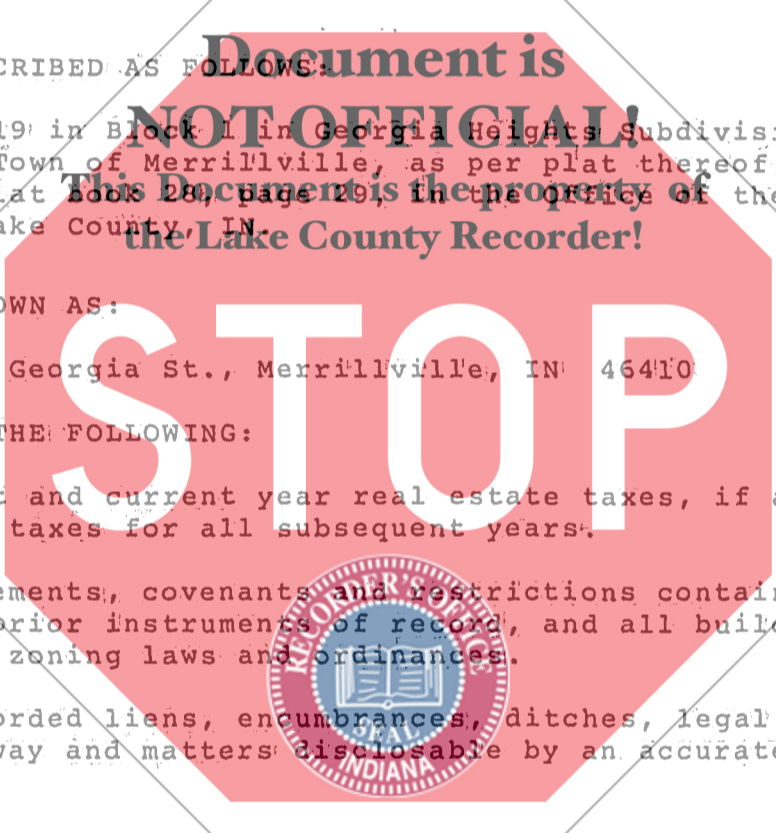 Document is
CRIBED AS FOLLOWS:
NOT OFFICIAL!
19 in Block 1 in Georgia Heights Subdivis
Town of Merrillville, as per plat thereof
This Document is the property of
at Book 28, page 29, in the Office of the
the Lake County Recorder!
ake County, IN.
OWN AS:
STOP
Georgia St., Merrillville, IN 46410
THE FOLLOWING:
t and current year real estate taxes, if a
taxes for all subsequent years.
ements, covenants and restrictions contain
prior instruments of record, and all build
zoning laws and ordinances.
RECORDER'S OFFICE
SEAL
INDIANA
orded liens, encumbrances, ditches, legal
way and matters disclosable by an accurate